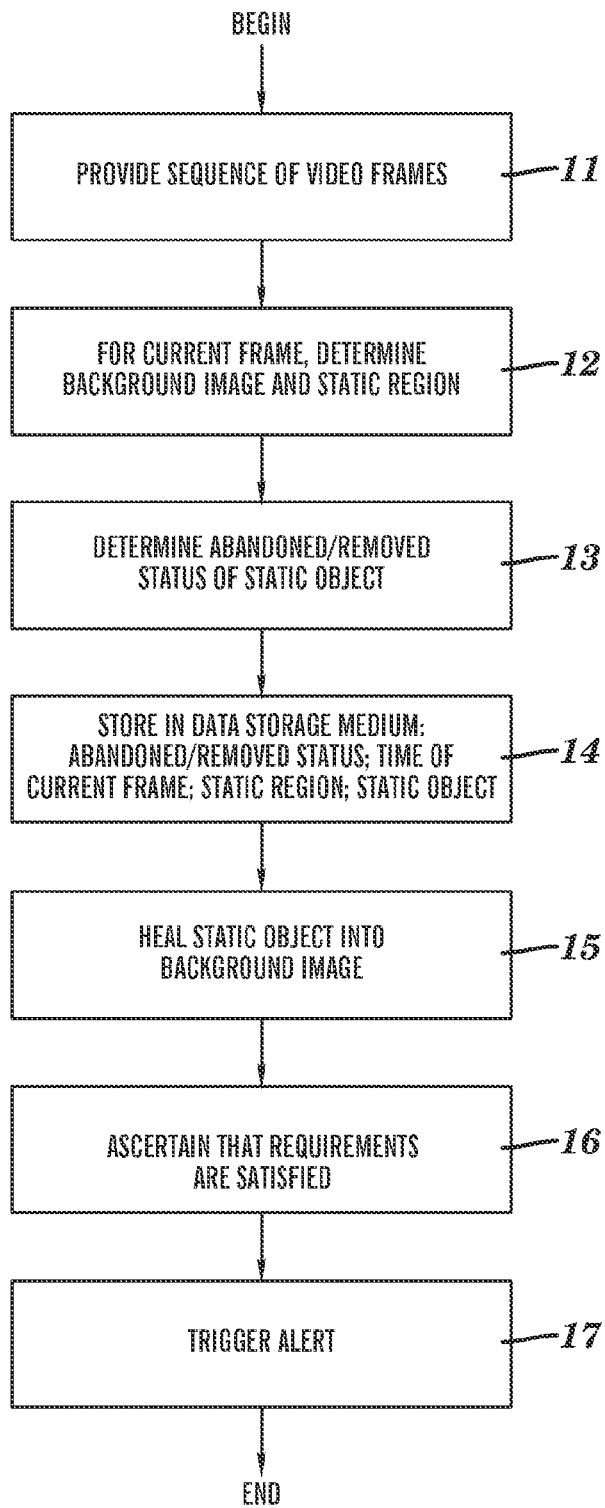 BEGIN
PROVIDE SEQUENCE OF VIDEO FRAMES
11
FOR CURRENT FRAME, DETERMINE
BACKGROUND IMAGE AND STATIC REGION
12
DETERMINE ABANDONED/REMOVED
STATUS OF STATIC OBJECT
13
STORE IN DATA STORAGE MEDIUM:
ABANDONED/REMOVED STATUS; TIME OF
CURRENT FRAME; STATIC REGION; STATIC OBJECT
14
HEAL STATIC OBJECT INTO
BACKGROUND IMAGE
15
ASCERTAIN THAT REQUIREMENTS
ARE SATISFIED
16
TRIGGER ALERT
17
END